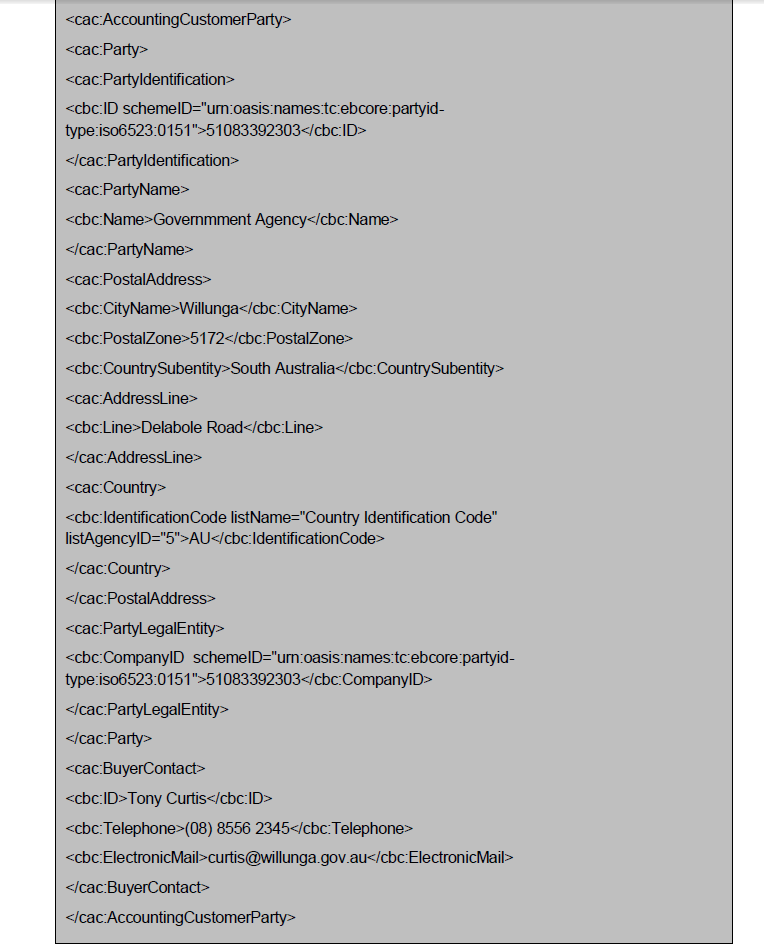 <cac:AccountingCustomerParty>
<cac:Party>
<cac:PartyIdentification>
<cbc:ID schemeID="urn:oasis:names:tc:ebcore:partyid-
type:iso6523:0151">51083392303</cbc:ID>
</cac:PartyIdentification>
<cac:PartyName>
<cbc:Name>Governmment Agency</cbc:Name>
</cac:PartyName>
<cac:PostalAddress>
<cbc:CityName>Willunga</cbc:CityName>
<cbc:PostalZone>5172</cbc:PostalZone>
<cbc:CountrySubentity>South Australia</cbc:CountrySubentity>
<cac:AddressLine>
<cbc:Line>Delabole Road</cbc:Line>
</cac:AddressLine>
<cac:Country>
<cbc:IdentificationCode listName="Country Identification Code"
listAgencyID="5">AU</cbc:IdentificationCode>
</cac:Country>
</cac:PostalAddress>
<cac:PartyLegalEntity>
<cbc:CompanyID  schemeID="urn:oasis:names:tc:ebcore:partyid-
type:iso6523:0151">51083392303</cbc:CompanyID>
</cac:PartyLegalEntity>
</cac:Party>
<cac:BuyerContact>
<cbc:ID>Tony Curtis</cbc:ID>
<cbc:Telephone>(08) 8556 2345</cbc:Telephone>
<cbc:ElectronicMail>curtis@willunga.gov.au</cbc:ElectronicMail>
</cac:BuyerContact>
</cac:AccountingCustomerParty>